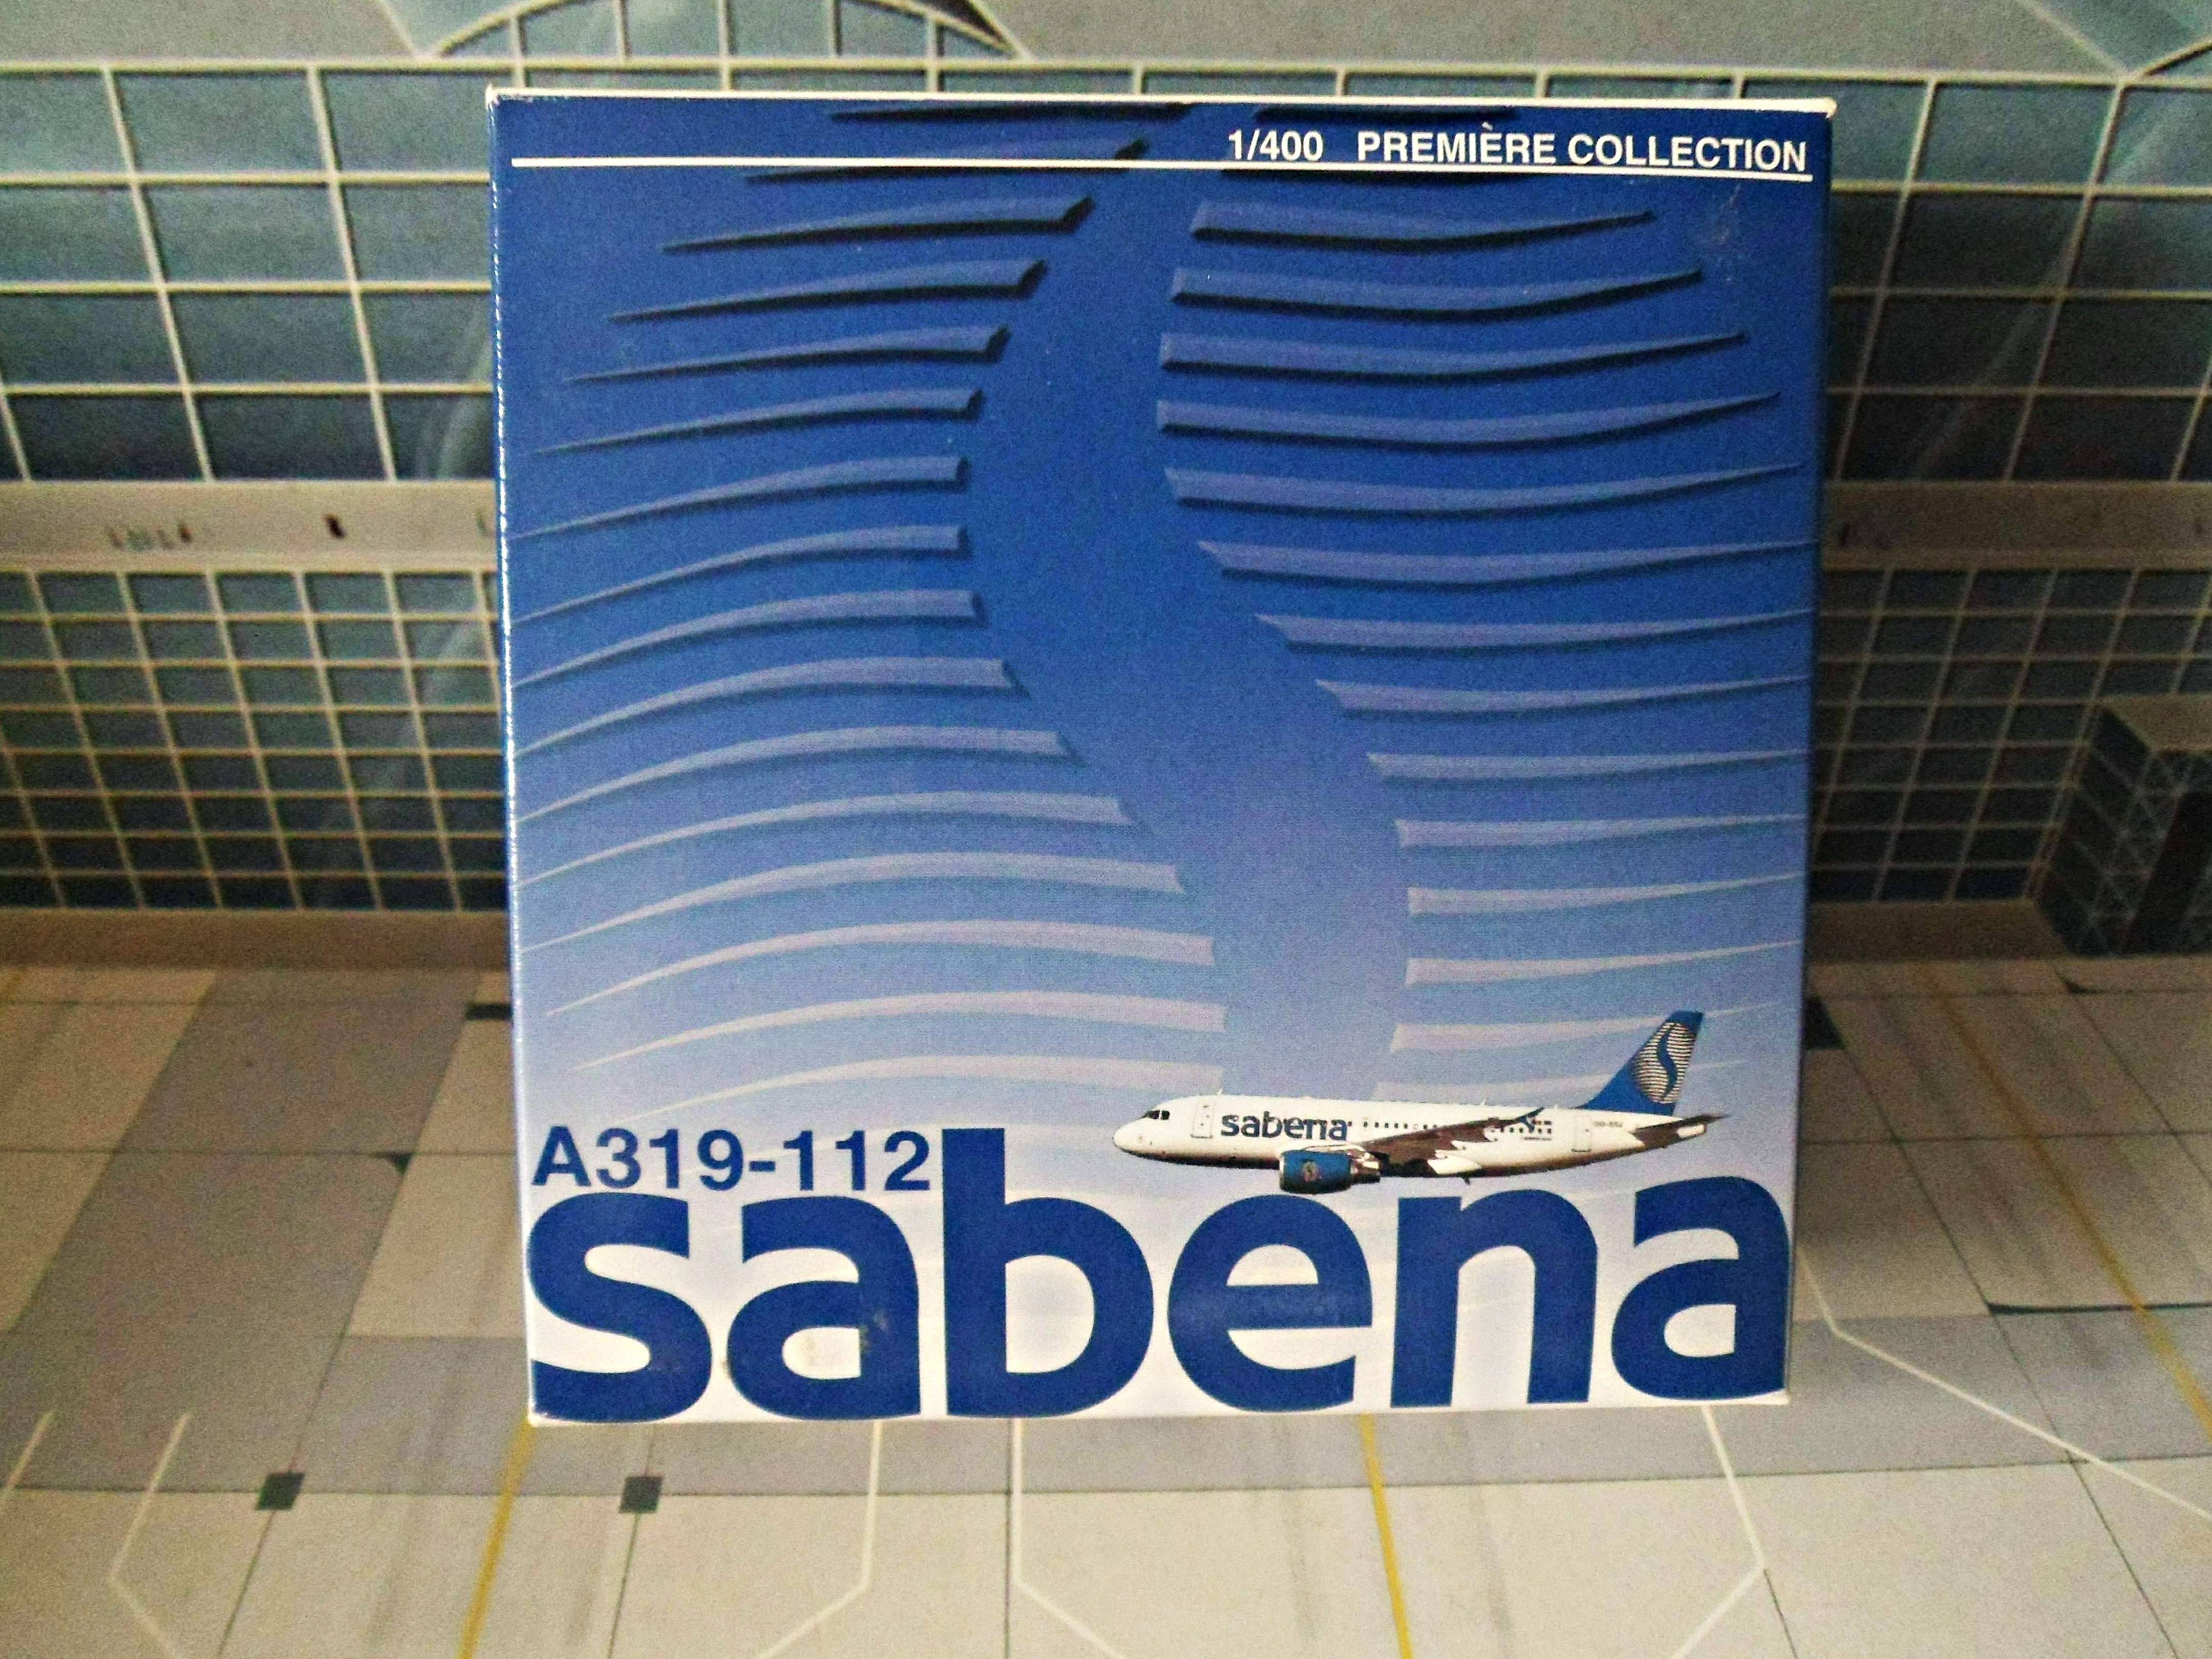 1/400 PREMIÈRE COLLECTION
sabena
A319-112
sabena